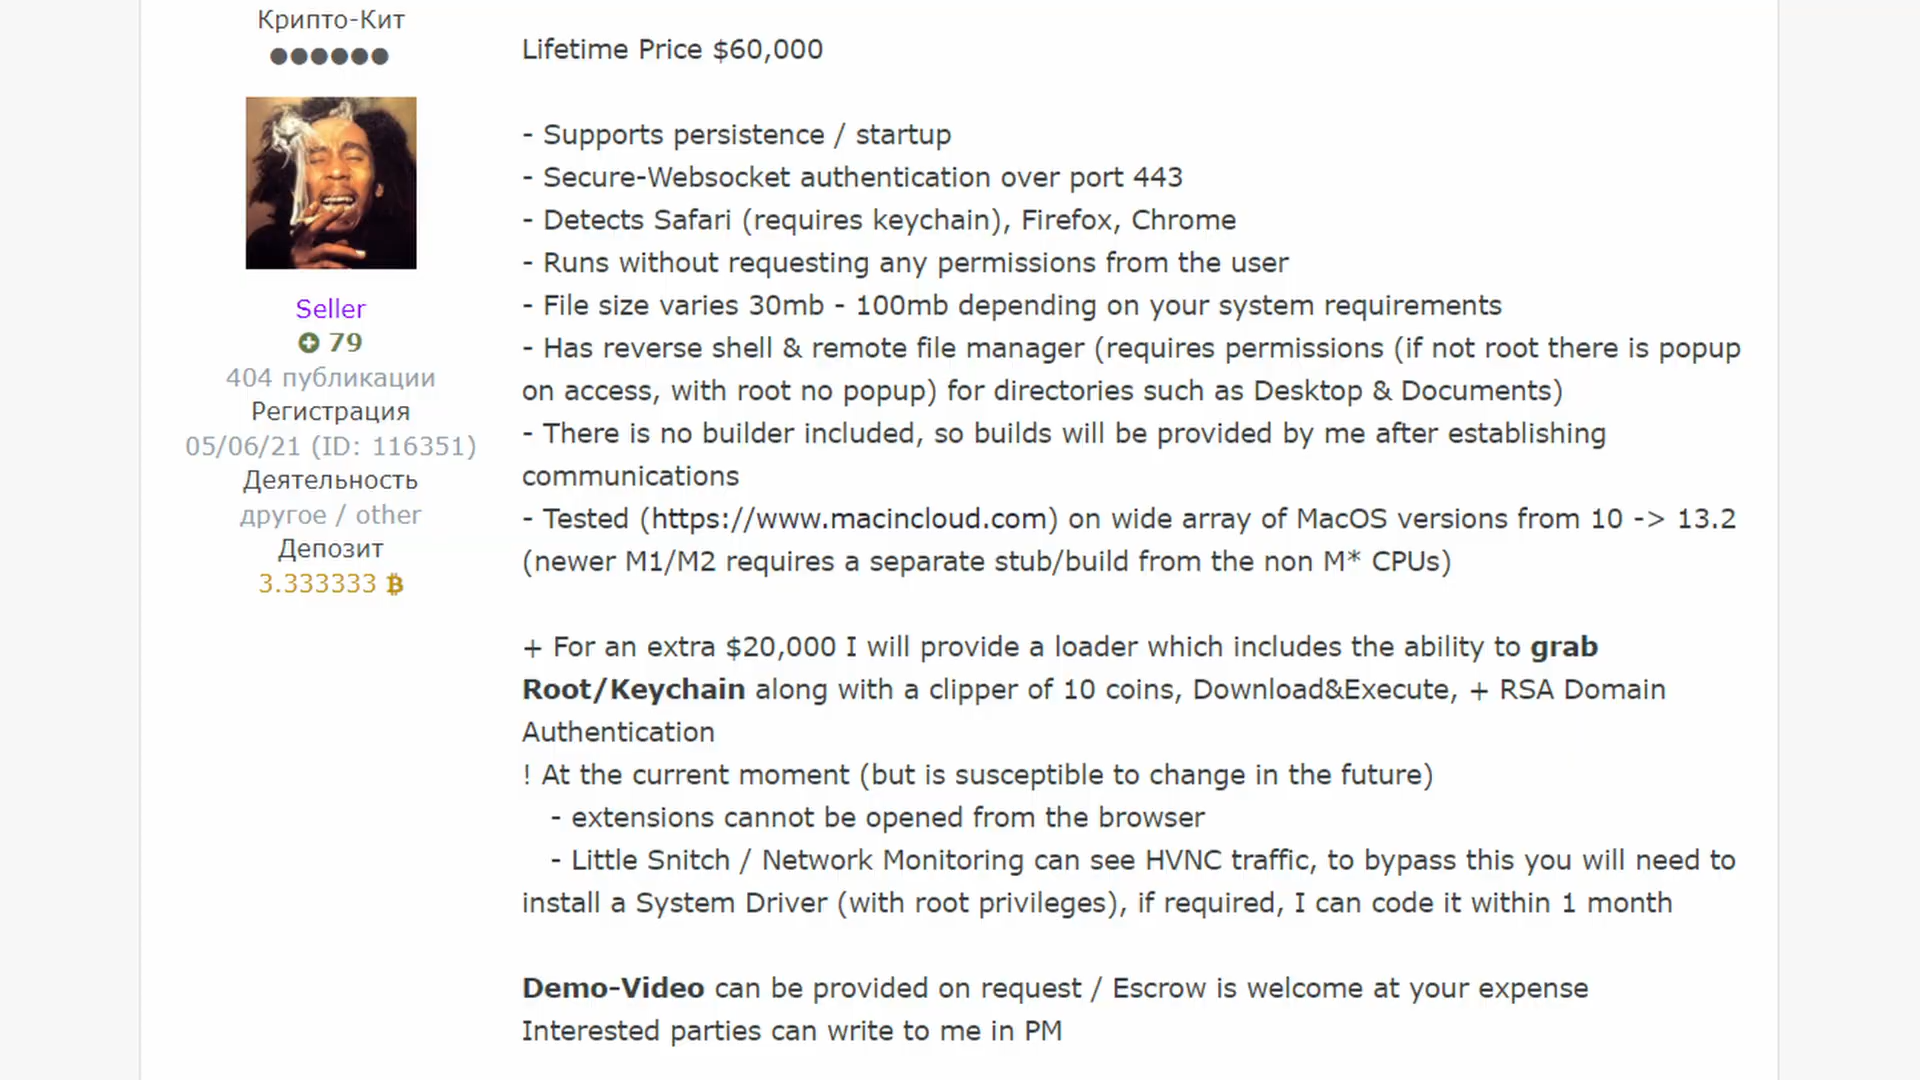 Крипто-Кит
Seller
79
404 публикации
Регистрация
05/06/21 (ID: 116351)
Деятельность
другое / other
Депозит
3.333333 ₿
Lifetime Price $60,000
- Supports persistence / startup
- Secure-Websocket authentication over port 443
- Detects Safari (requires keychain), Firefox, Chrome
- Runs without requesting any permissions from the user
- File size varies 30mb - 100mb depending on your system requirements
- Has reverse shell & remote file manager (requires permissions (if not root there is popup
on access, with root no popup) for directories such as Desktop & Documents)
- There is no builder included, so builds will be provided by me after establishing
communications
- Tested (https://www.macincloud.com) on wide array of MacOS versions from 10 -> 13.2
(newer M1/M2 requires a separate stub/build from the non M* CPUs)
+ For an extra $20,000 I will provide a loader which includes the ability to grab
Root/Keychain along with a clipper of 10 coins, Download&Execute, + RSA Domain
Authentication
! At the current moment (but is susceptible to change in the future)
- extensions cannot be opened from the browser
- Little Snitch / Network Monitoring can see HVNC traffic, to bypass this you will need to
install a System Driver (with root privileges), if required, I can code it within 1 month
Demo-Video can be provided on request / Escrow is welcome at your expense
Interested parties can write to me in PM